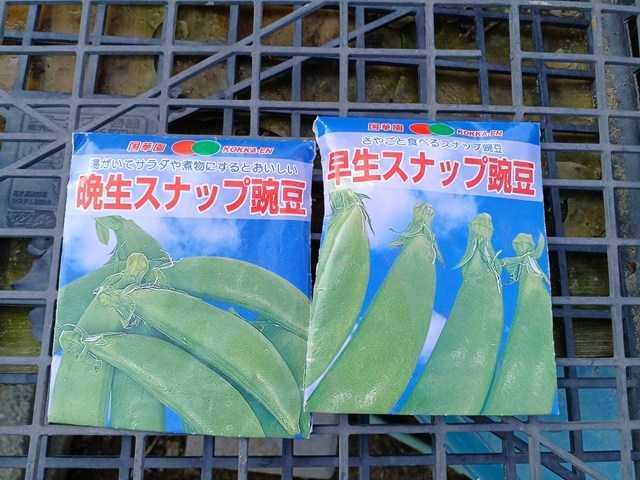 国華園 KOKKA-EN
湯がいてサラダや煮物にするとおいしい
晩生スナップ豌豆
国華園 KOKKA-EN
さやごと食べるスナップ豌豆
早生スナップ豌豆